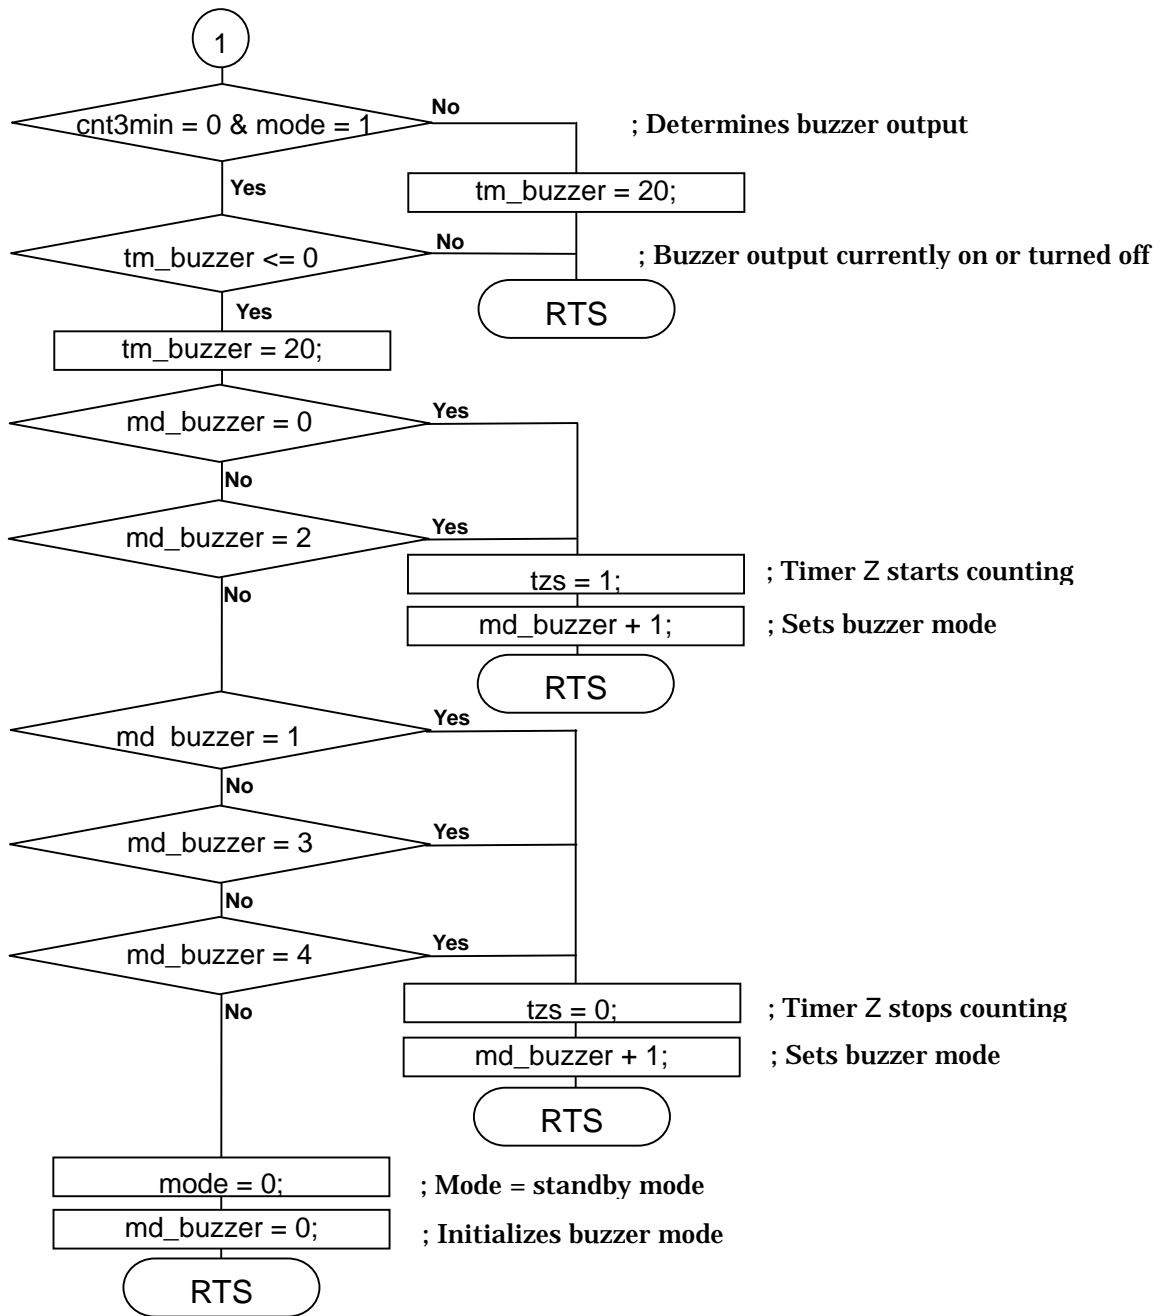 1
cnt3min = 0 & mode = 1
No
; Determines buzzer output
Yes
tm_buzzer = 20;
tm_buzzer <= 0
No
; Buzzer output currently on or turned off
Yes
RTS
tm_buzzer = 20;
md_buzzer = 0
Yes
No
md_buzzer = 2
Yes
No
tzs = 1;
; Timer Z starts counting
md_buzzer + 1;
; Sets buzzer mode
RTS
md buzzer = 1
Yes
No
md_buzzer = 3
Yes
No
md_buzzer = 4
Yes
No
tzs = 0;
; Timer Z stops counting
md_buzzer + 1;
; Sets buzzer mode
RTS
mode = 0;
; Mode = standby mode
md_buzzer = 0;
; Initializes buzzer mode
RTS